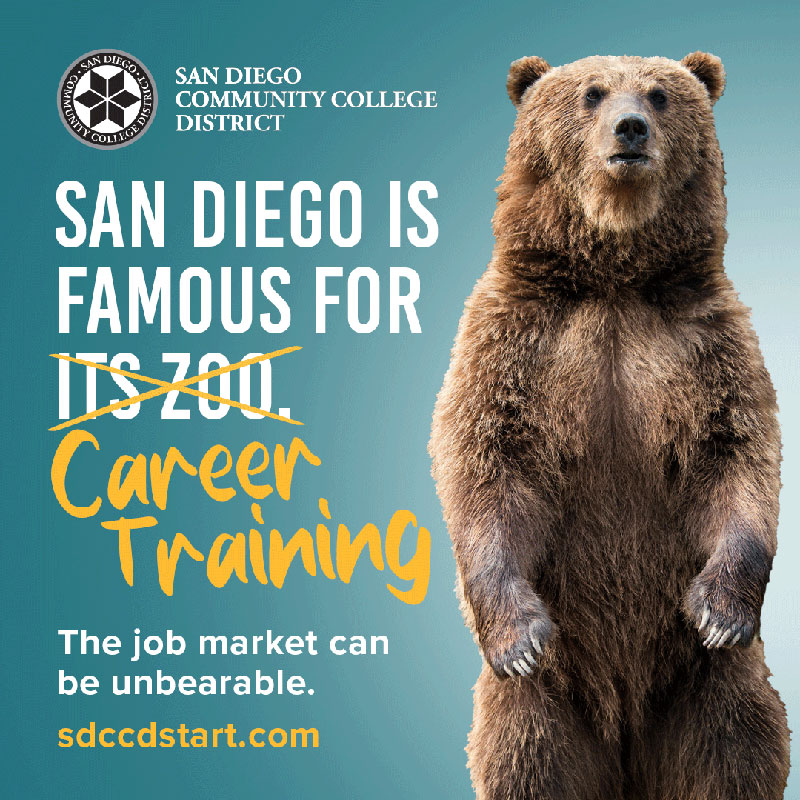 SAN DIEGO
COMMUNITY COLLEGE DISTRICT
SAN DIEGO
COMMUNITY COLLEGE
DISTRICT
SAN DIEGO IS
FAMOUS FOR
ITS ZOO.
Career
Training
The job market can
be unbearable.
sdccdstart.com